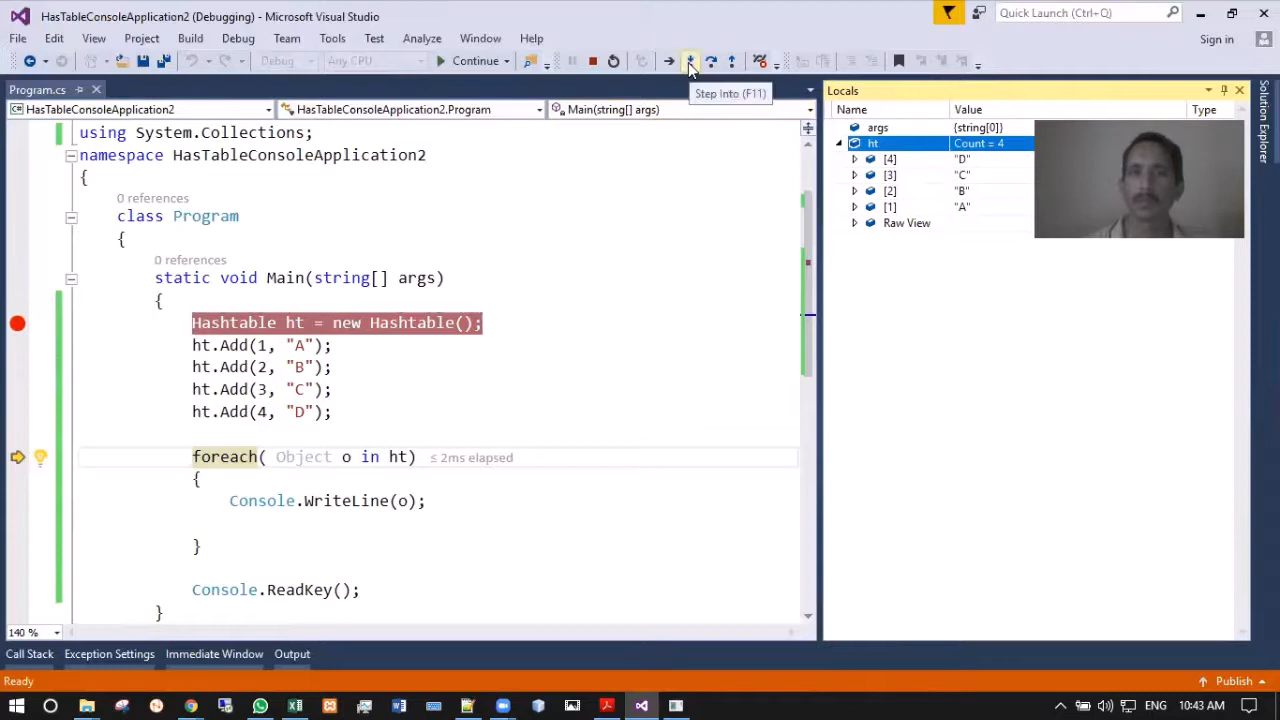 HasTableConsoleApplication2 (Debugging) - Microsoft Visual Studio
Quick Launch (Ctrl+Q)
File Edit View Project Build Debug Team Tools Test Analyze Window Help
Sign in
Debug Any CPU Continue
Step Into (F11)
Program.cs
HasTableConsoleApplication2 HasTableConsoleApplication2.Program Main(string[] args)
using System.Collections;
namespace HasTableConsoleApplication2
{
0 references
class Program
{
0 references
static void Main(string[] args)
{
Hashtable ht = new Hashtable();
ht.Add(1, "A");
ht.Add(2, "B");
ht.Add(3, "C");
ht.Add(4, "D");
foreach( Object o in ht) ≤ 2ms elapsed
{
Console.WriteLine(o);
}
Console.ReadKey();
}
140 %
Locals
Name Value Type
args {string[0]}
ht Count = 4
[4] "D"
[3] "C"
[2] "B"
[1] "A"
Raw View
Solution Explorer
Call Stack Exception Settings Immediate Window Output
Ready Publish
ENG 10:43 AM